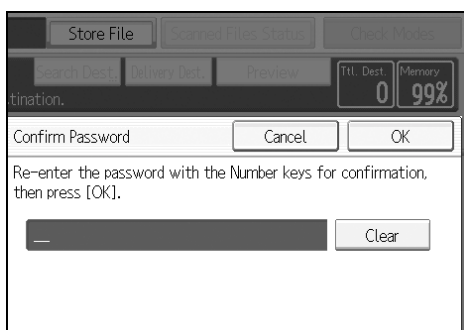 Store File
Scanned Files Status
Check Modes
Search Dest.
Delivery Dest.
Preview
Ttl. Dest.
Memory
tination.
0
99%
Confirm Password
Cancel
OK
Re-enter the password with the Number keys for confirmation,
then press [OK].
Clear